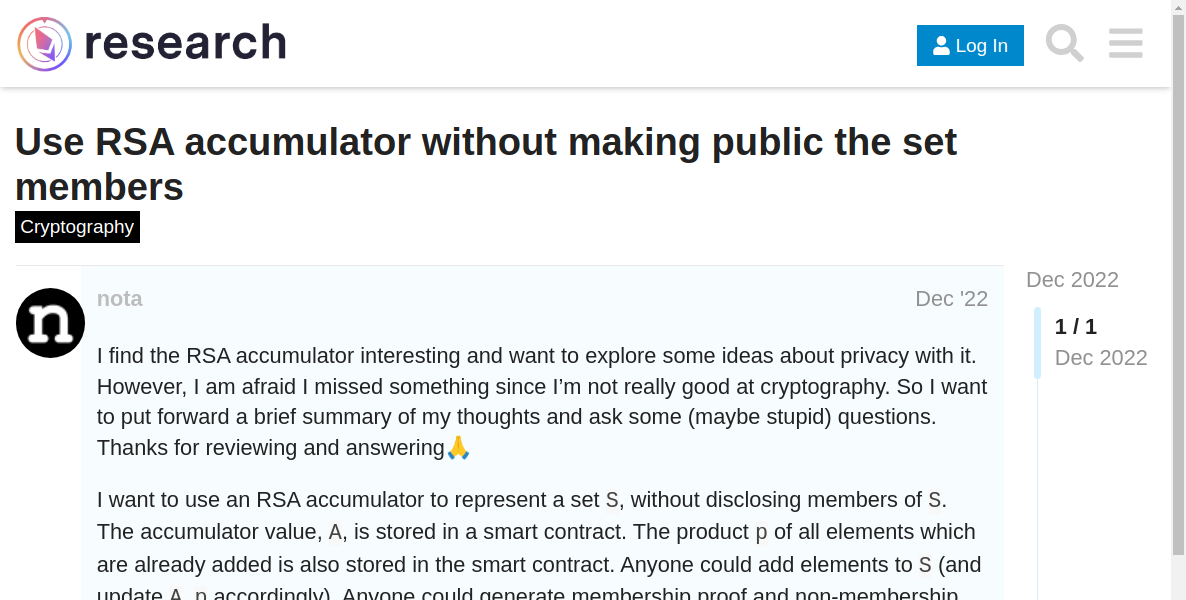 research
Log In
Use RSA accumulator without making public the set
members
Cryptography
n
nota
Dec '22
I find the RSA accumulator interesting and want to explore some ideas about privacy with it.
However, I am afraid I missed something since I’m not really good at cryptography. So I want
to put forward a brief summary of my thoughts and ask some (maybe stupid) questions.
Thanks for reviewing and answering🙏
I want to use an RSA accumulator to represent a set S, without disclosing members of S.
The accumulator value, A, is stored in a smart contract. The product p of all elements which
are already added is also stored in the smart contract. Anyone could add elements to S (and
update A, p accordingly). Anyone could generate membership proof and non-membership
Dec 2022
1 / 1
Dec 2022